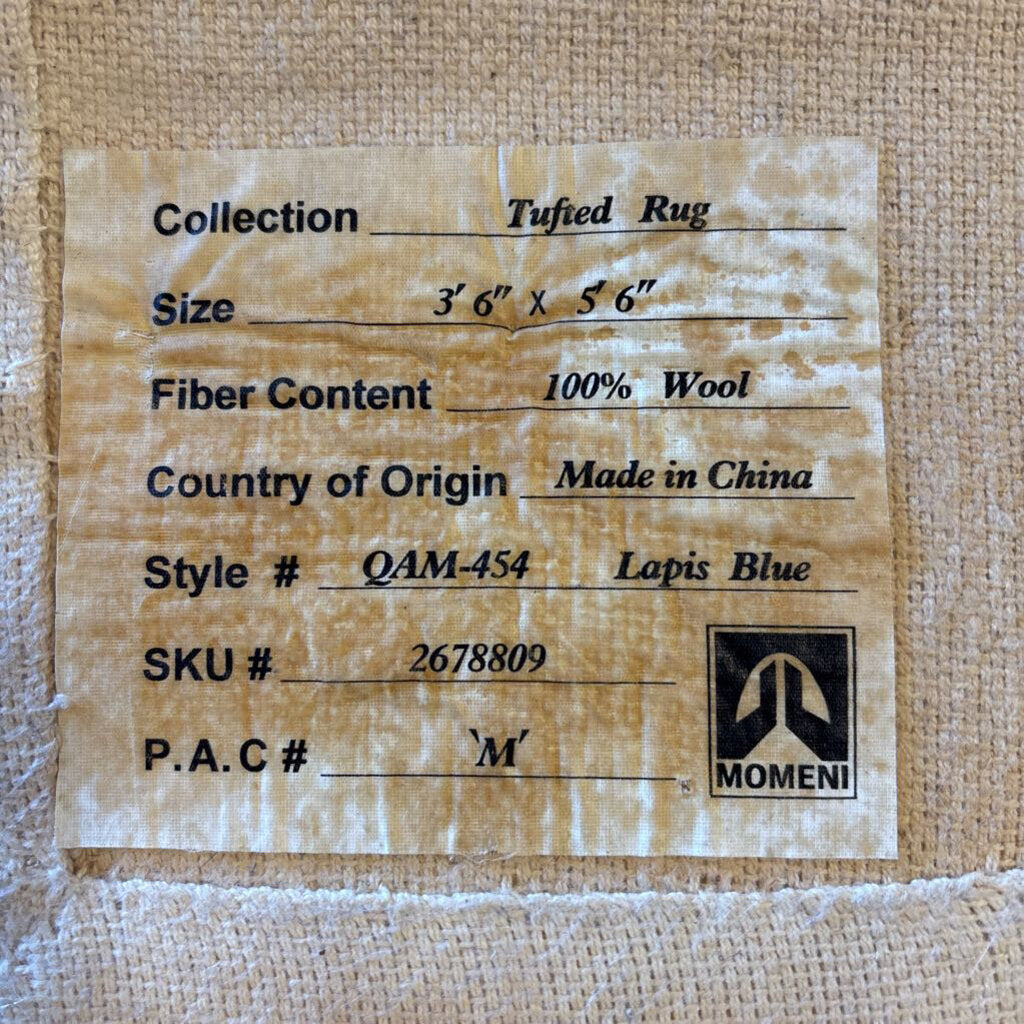 Collection Tufted Rug
Size 3' 6" X 5' 6"
Fiber Content 100% Wool
Country of Origin Made in China
Style # QAM-454 Lapis Blue
SKU # 2678809
P.A.C # `M'
MOMENI